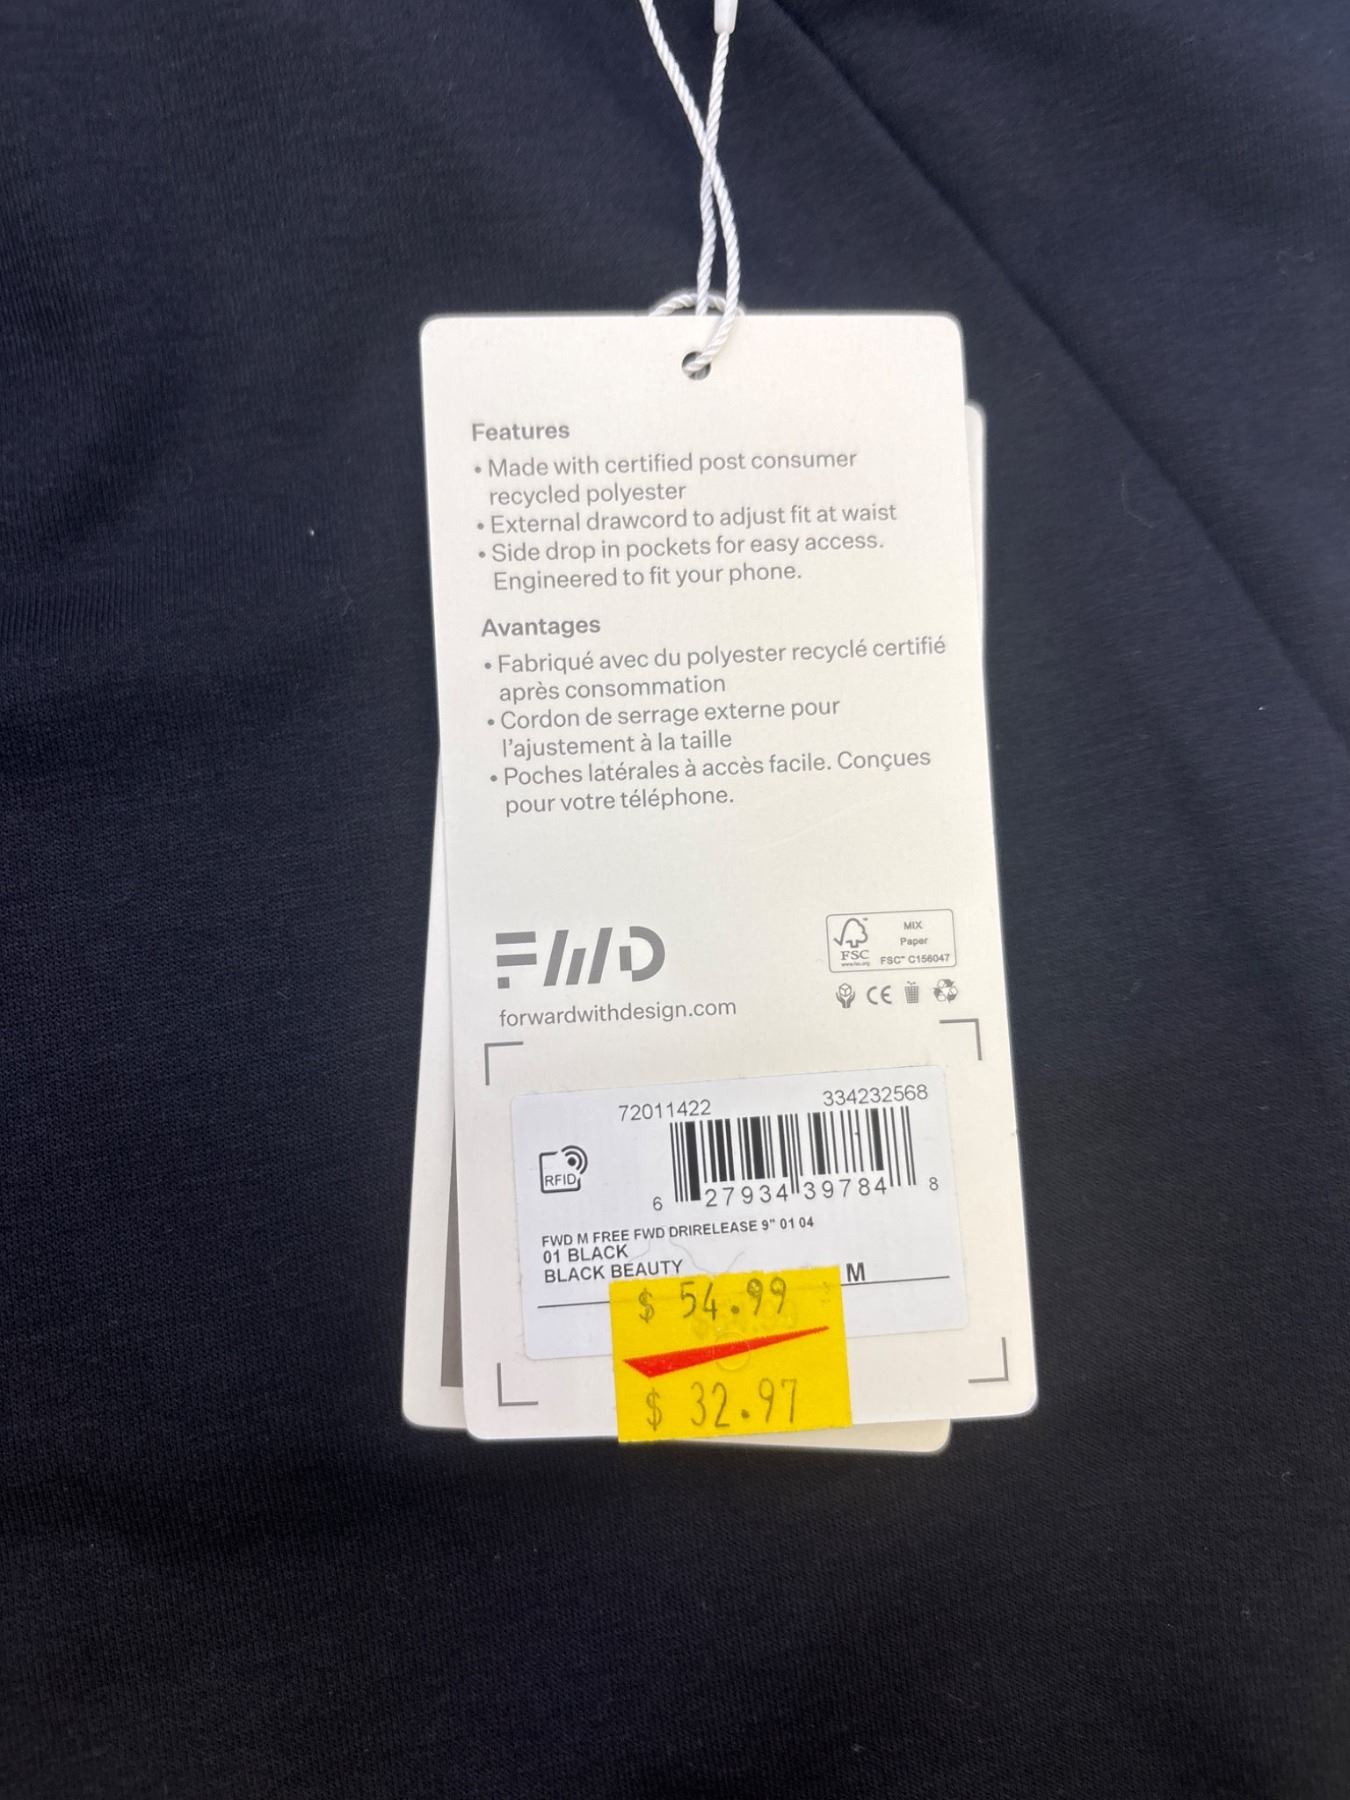 Features
• Made with certified post consumer
recycled polyester
• External drawcord to adjust fit at waist
• Side drop in pockets for easy access.
Engineered to fit your phone.
Avantages
• Fabriqué avec du polyester recyclé certifié
après consommation
• Cordon de serrage externe pour
l'ajustement à la taille
• Poches latérales à accès facile. Conçues
pour votre téléphone.
FWD
forwardwithdesign.com
FSC
MIX
Paper
FSC™ C156047
CE
72011422 334232568
RFID
6 27934 39784 8
FWD M FREE FWD DRIRELEASE 9" 01 04
01 BLACK
BLACK BEAUTY M
$ 54.99
$ 32.97